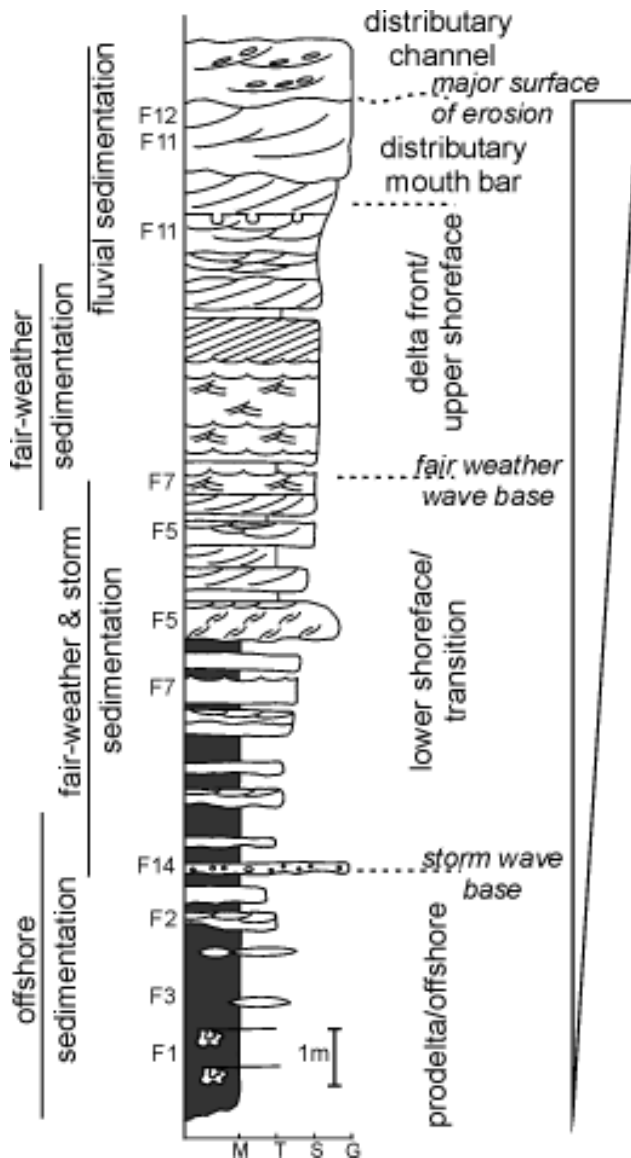 distributary
channel
major surface
of erosion
F12
F11
distributary
mouth bar
F11
fluvial sedimentation
delta front/
upper shoreface
fair-weather
sedimentation
fair weather
wave base
F7
F5
F5
F7
fair-weather & storm
sedimentation
lower shoreface/
transition
F14
storm wave
base
F2
F3
F1
1m
offshore
sedimentation
prodelta/offshore
M T S G